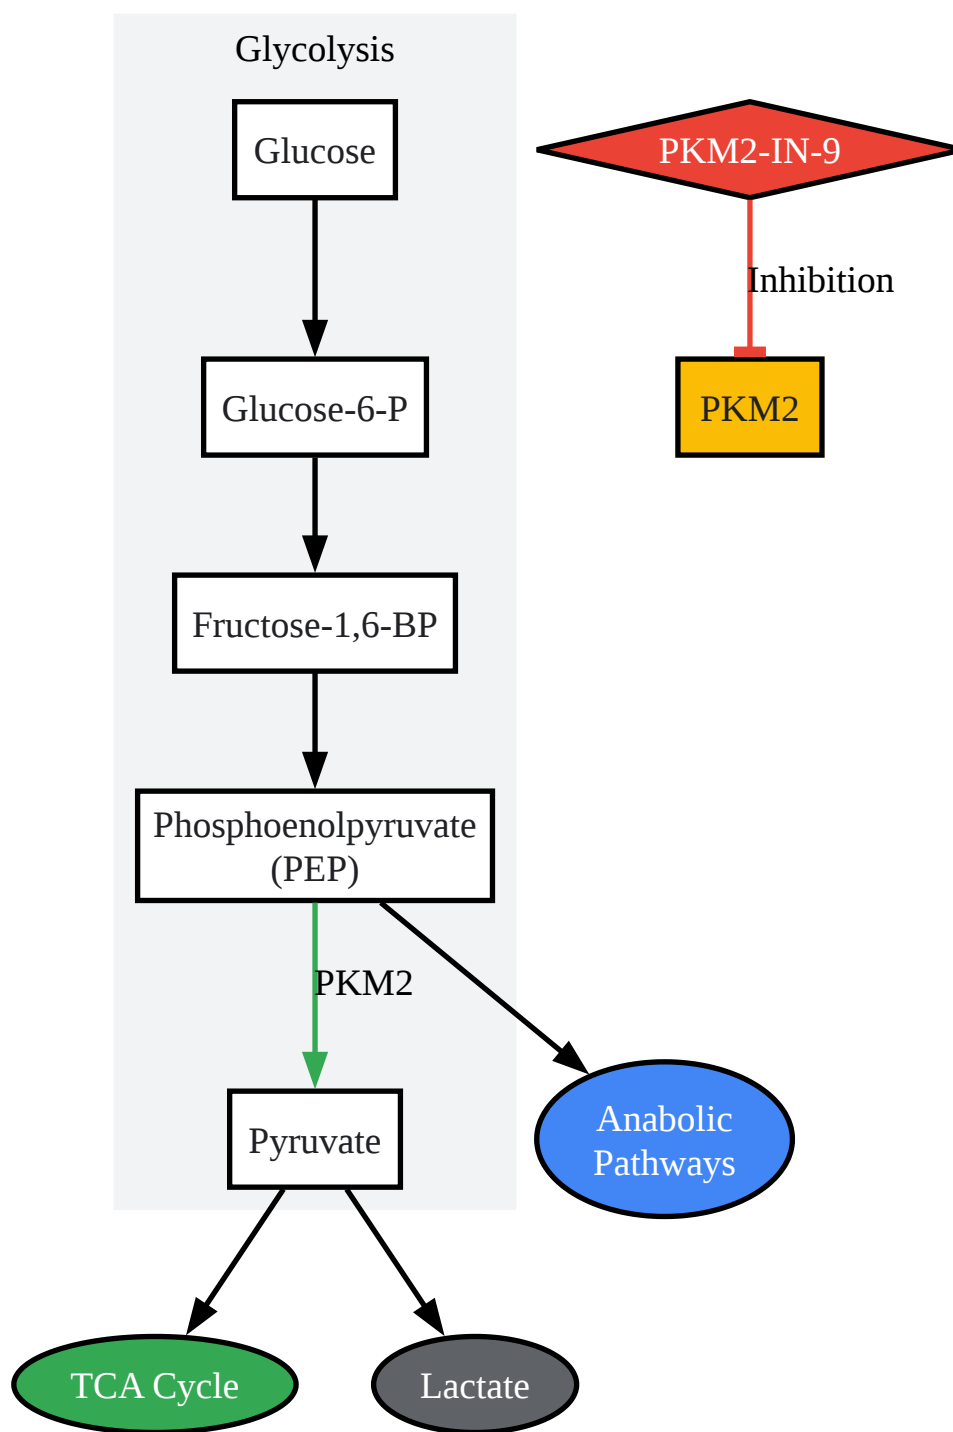 Glycolysis
Glucose
PKM2-IN-9
Inhibition
Glucose-6-P
PKM2
Fructose-1,6-BP
Phosphoenolpyruvate
(PEP)
PKM2
Pyruvate
Anabolic
Pathways
TCA Cycle
Lactate